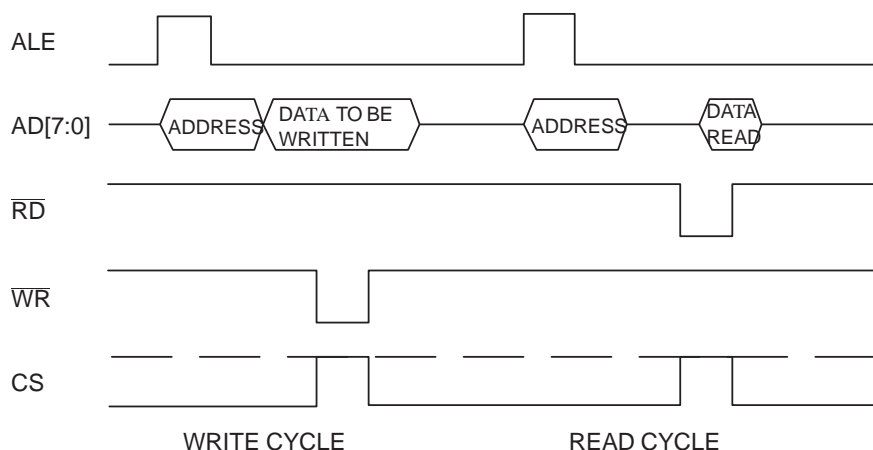 ALE
AD[7:0]
ADDRESS
DATA TO BE
WRITTEN
ADDRESS
DATA
READ
RD
WR
CS
WRITE CYCLE
READ CYCLE